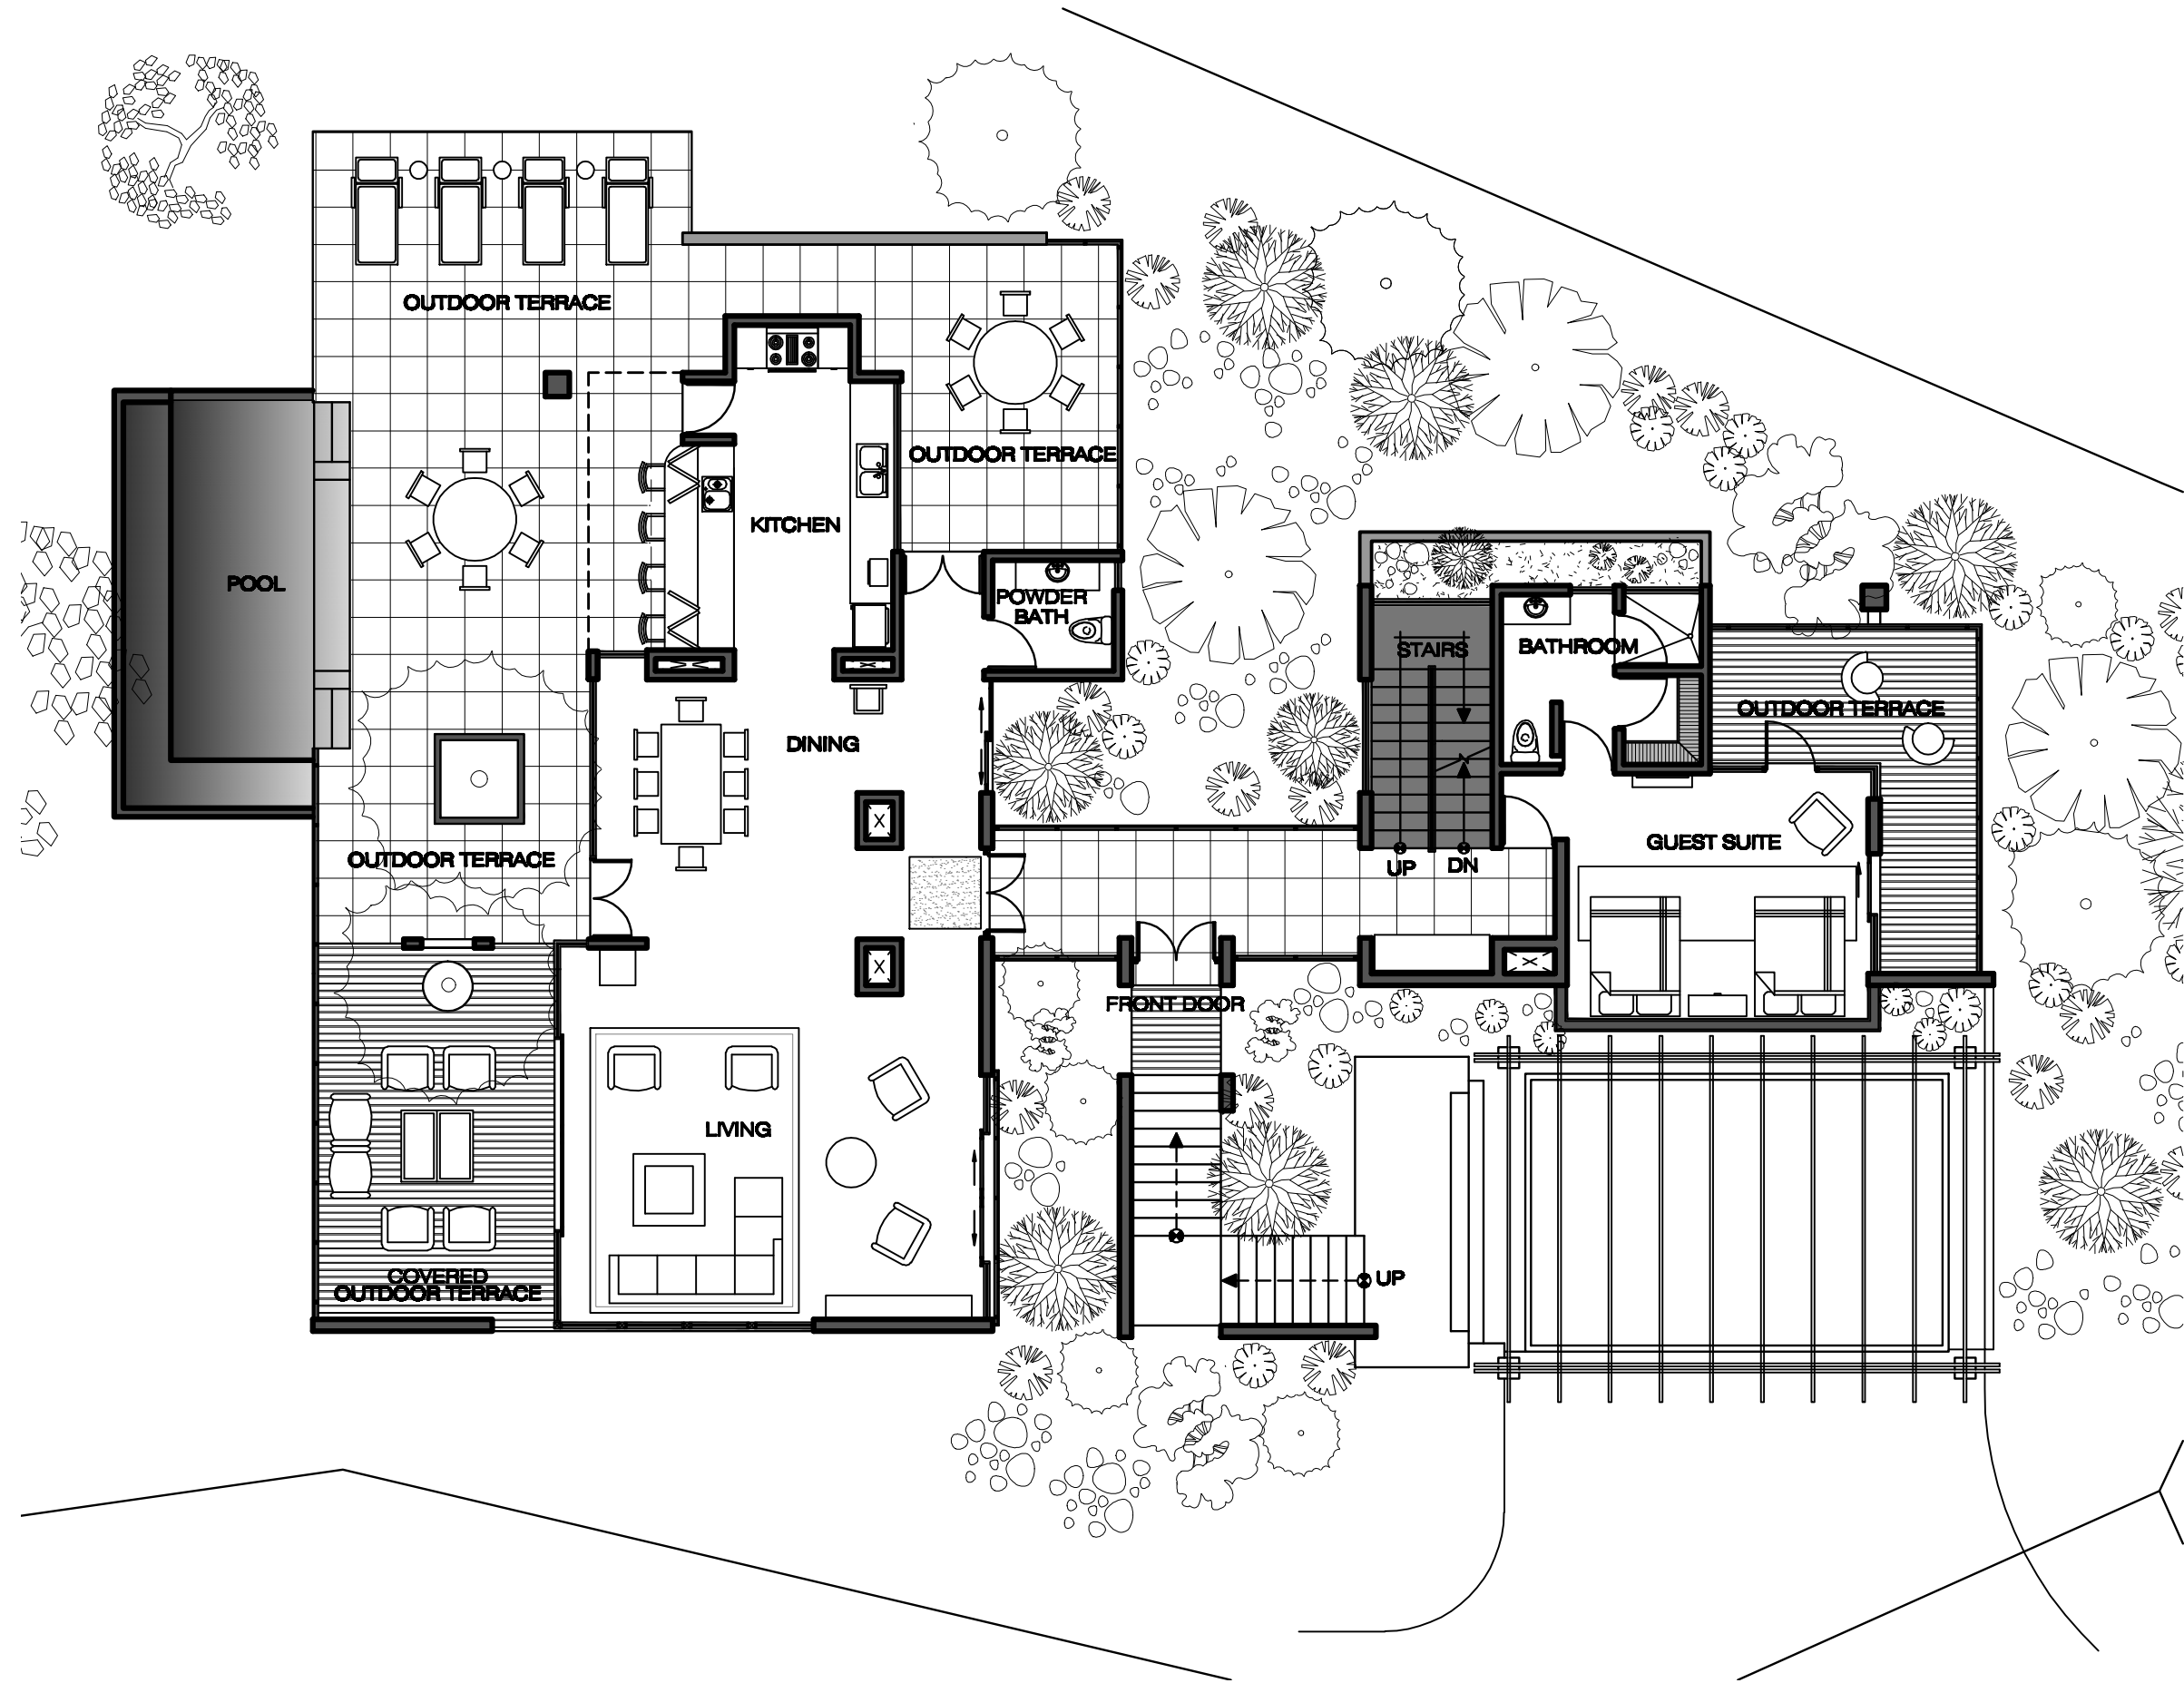 OUTDOOR TERRACE
OUTDOOR TERRACE
KITCHEN
POOL
POWDER
BATH
STAIRS
BATHROOM
OUTDOOR TERRACE
DINING
GUEST SUITE
OUTDOOR TERRACE
UP
DN
FRONT DOOR
LIVING
COVERED
OUTDOOR TERRACE
UP